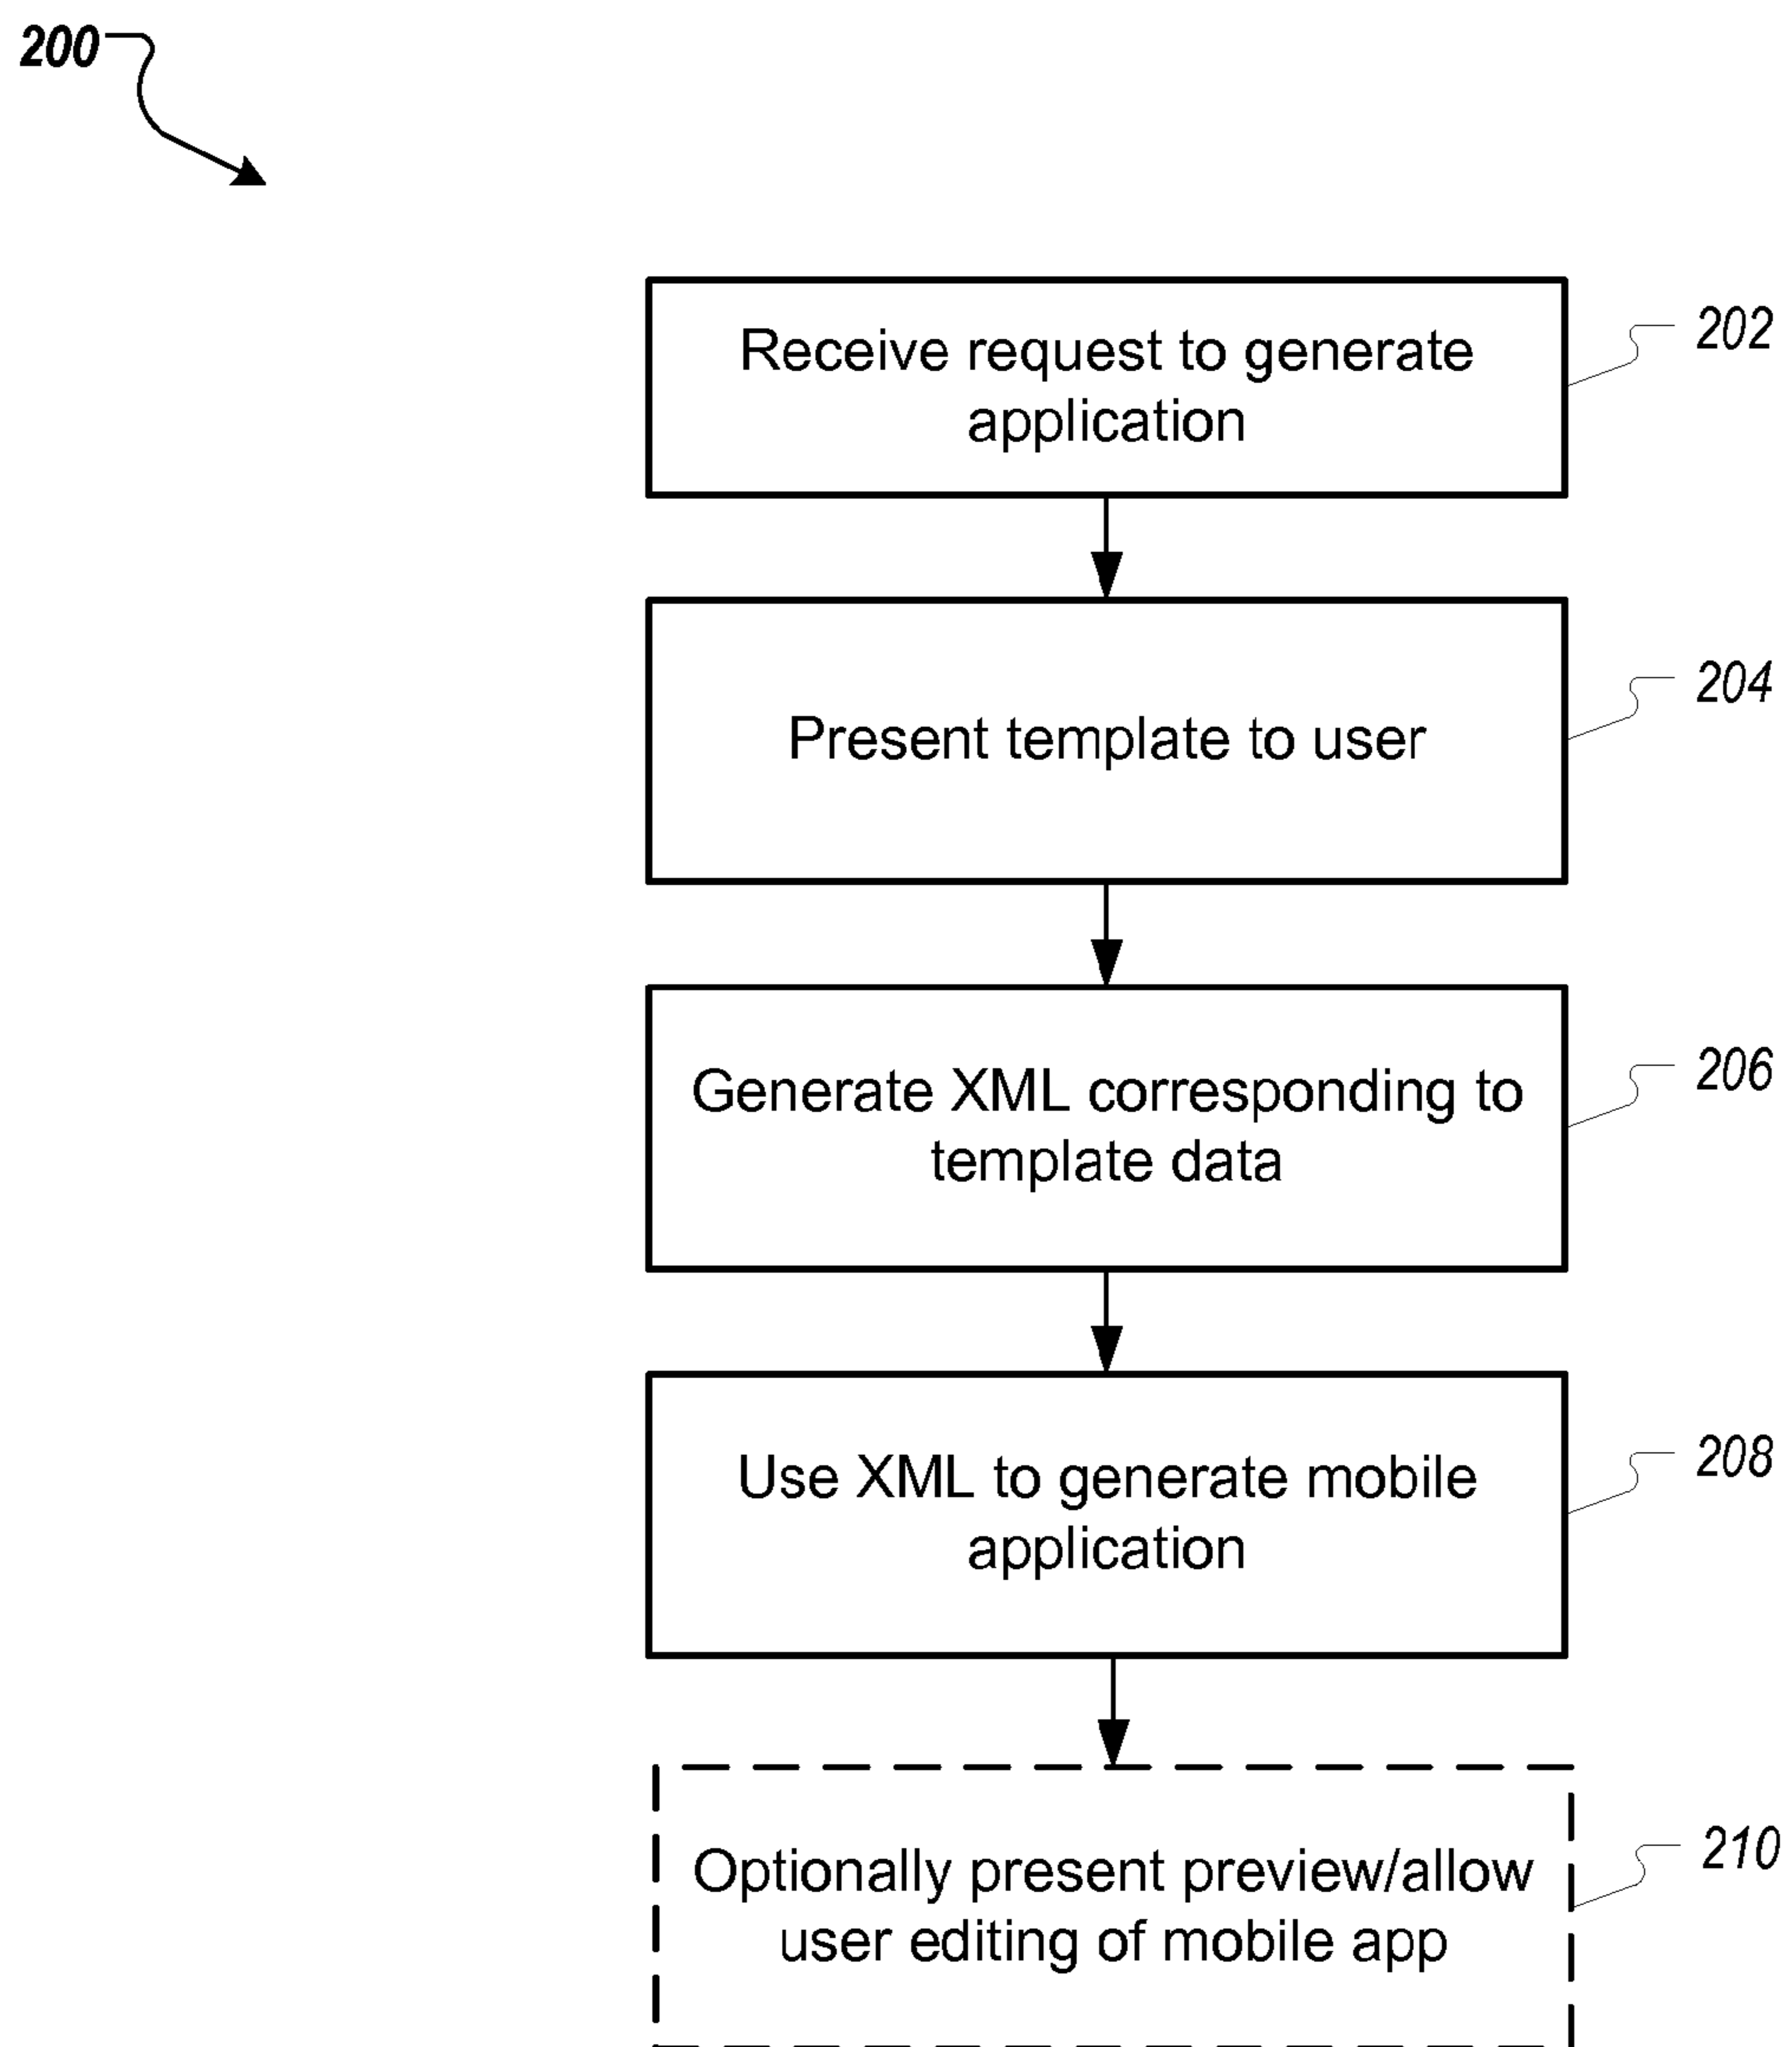 200
Receive request to generate
application
202
Present template to user
204
Generate XML corresponding to
template data
206
Use XML to generate mobile
application
208
Optionally present preview/allow
user editing of mobile app
210